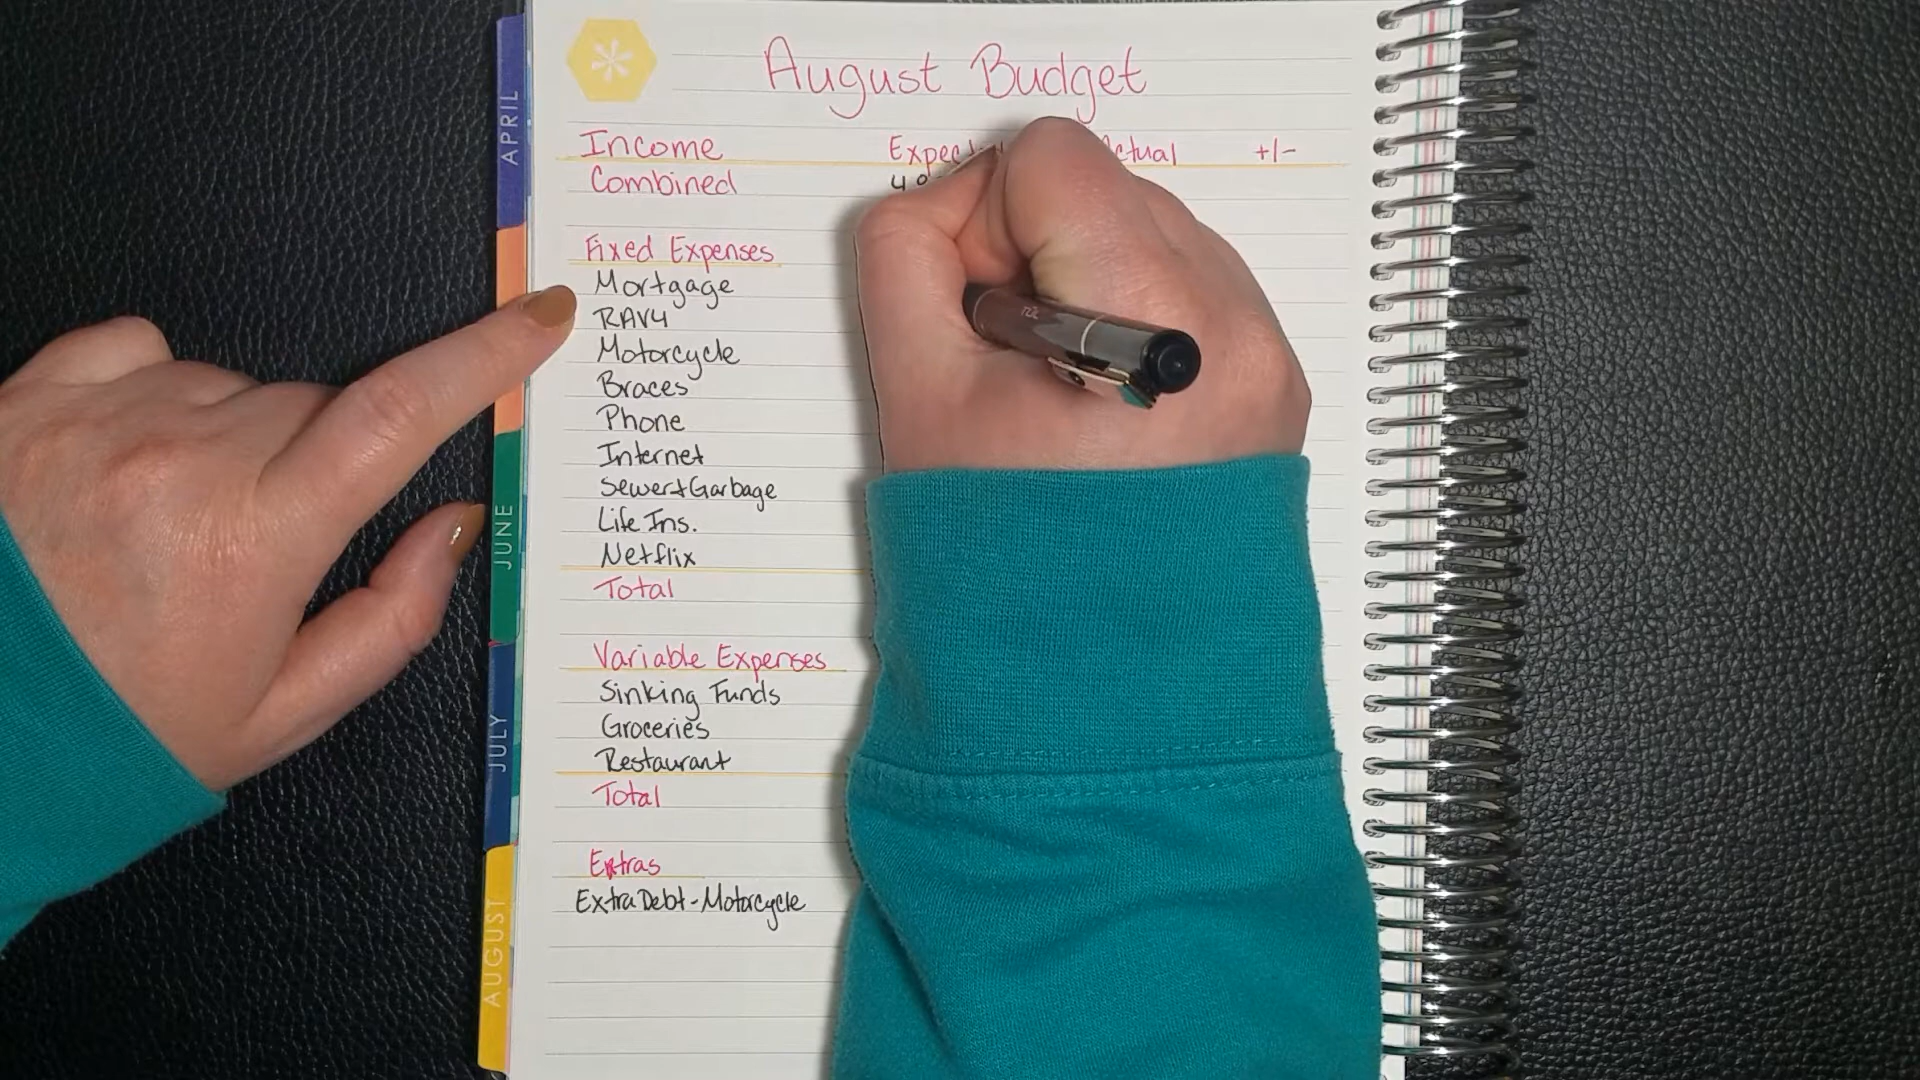 August Budget
Income Actual +/-
Combined
Fixed Expenses
Mortgage
RAV4
Motorcycle
Braces
Phone
Internet
Sewer+Garbage
Life Ins.
Netflix
Total
Variable Expenses
Sinking Funds
Groceries
Restaurant
Total
Extras
Extra Debt - Motorcycle
APRIL
JUNE
JULY
AUGUST